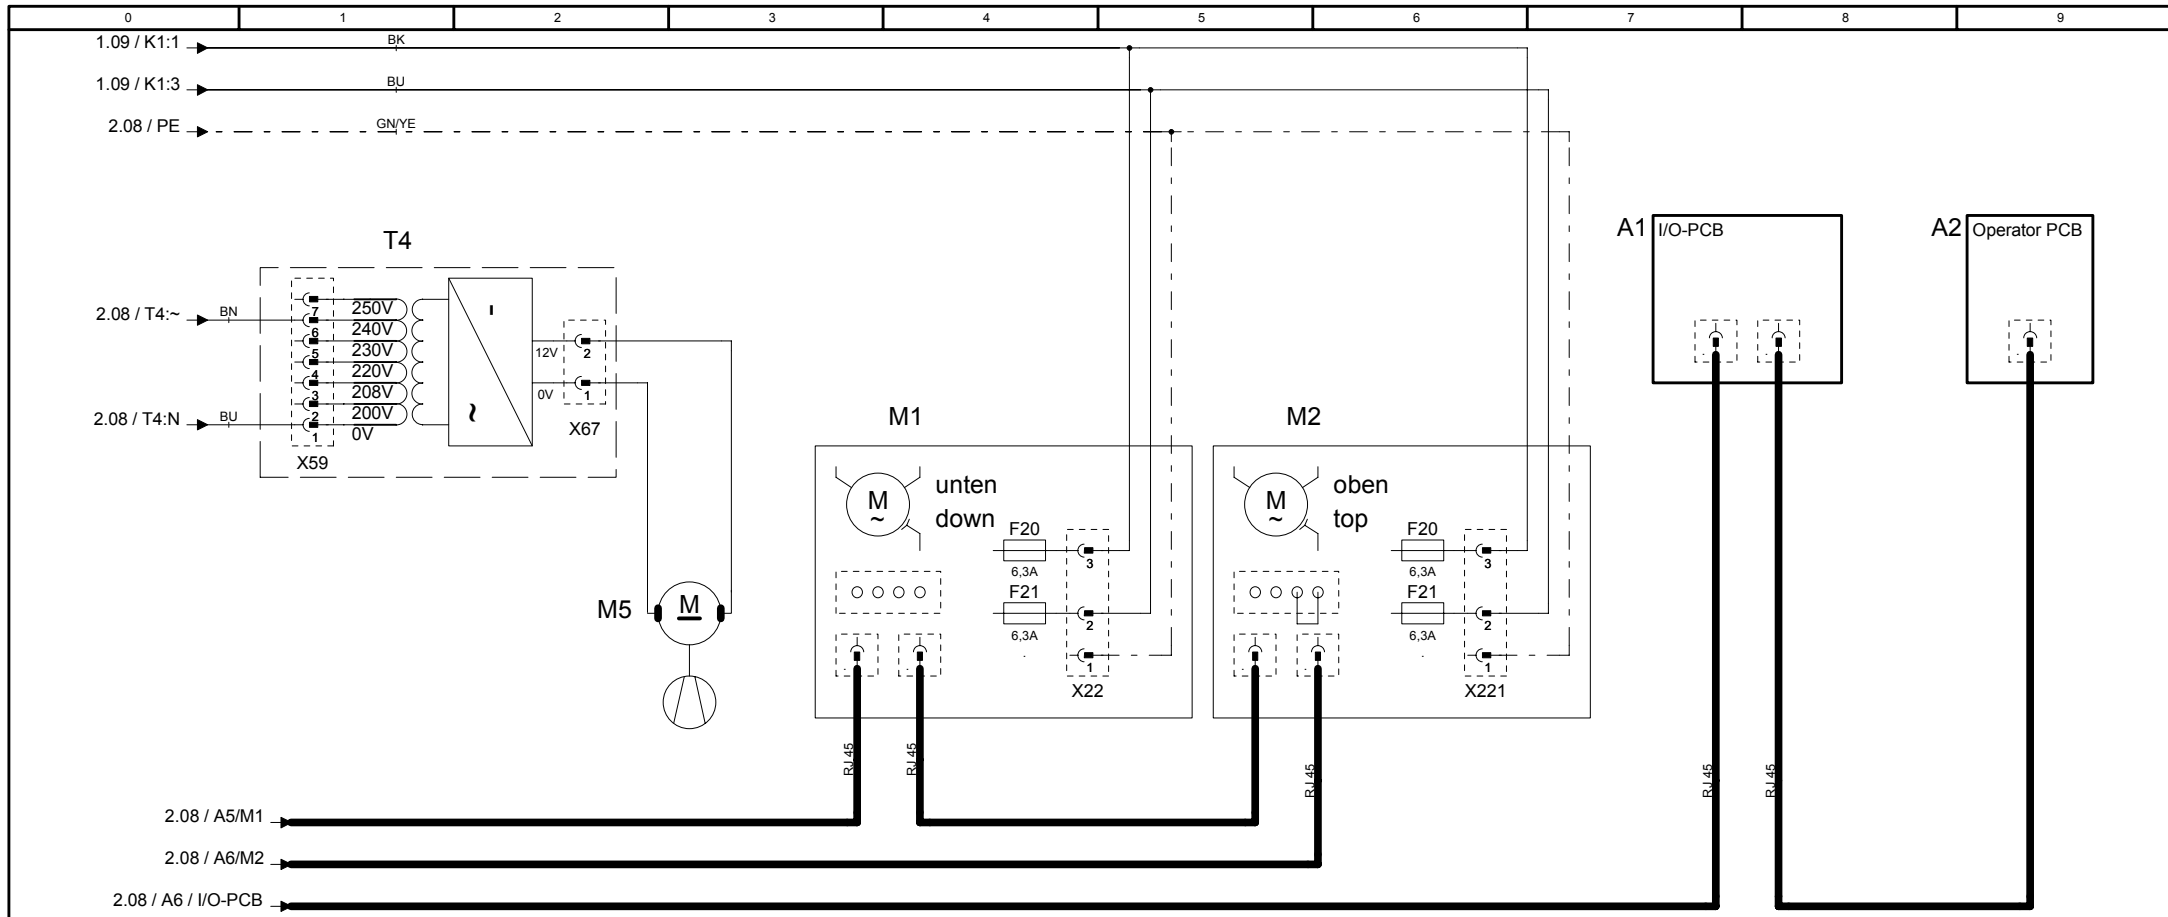 0 1 2 3 4 5 6 7 8 9
1.09 / K1:1
BK
1.09 / K1:3
BU
2.08 / PE
GN/YE
T4
2.08 / T4:~
BN
2.08 / T4:N
BU
7
6
5
4
3
2
1
X59
250V
240V
230V
220V
208V
200V
0V
-
~
12V
0V
2
1
X67
M5
M
M1
M
~
unten
down
F20
6,3A
F21
6,3A
3
2
1
X22
M2
M
~
oben
top
F20
6,3A
F21
6,3A
3
2
1
X221
A1
I/O-PCB
A2
Operator PCB
RJ 45
RJ 45
RJ 45
RJ 45
RJ 45
2.08 / A5/M1
2.08 / A6/M2
2.08 / A6 / I/O-PCB